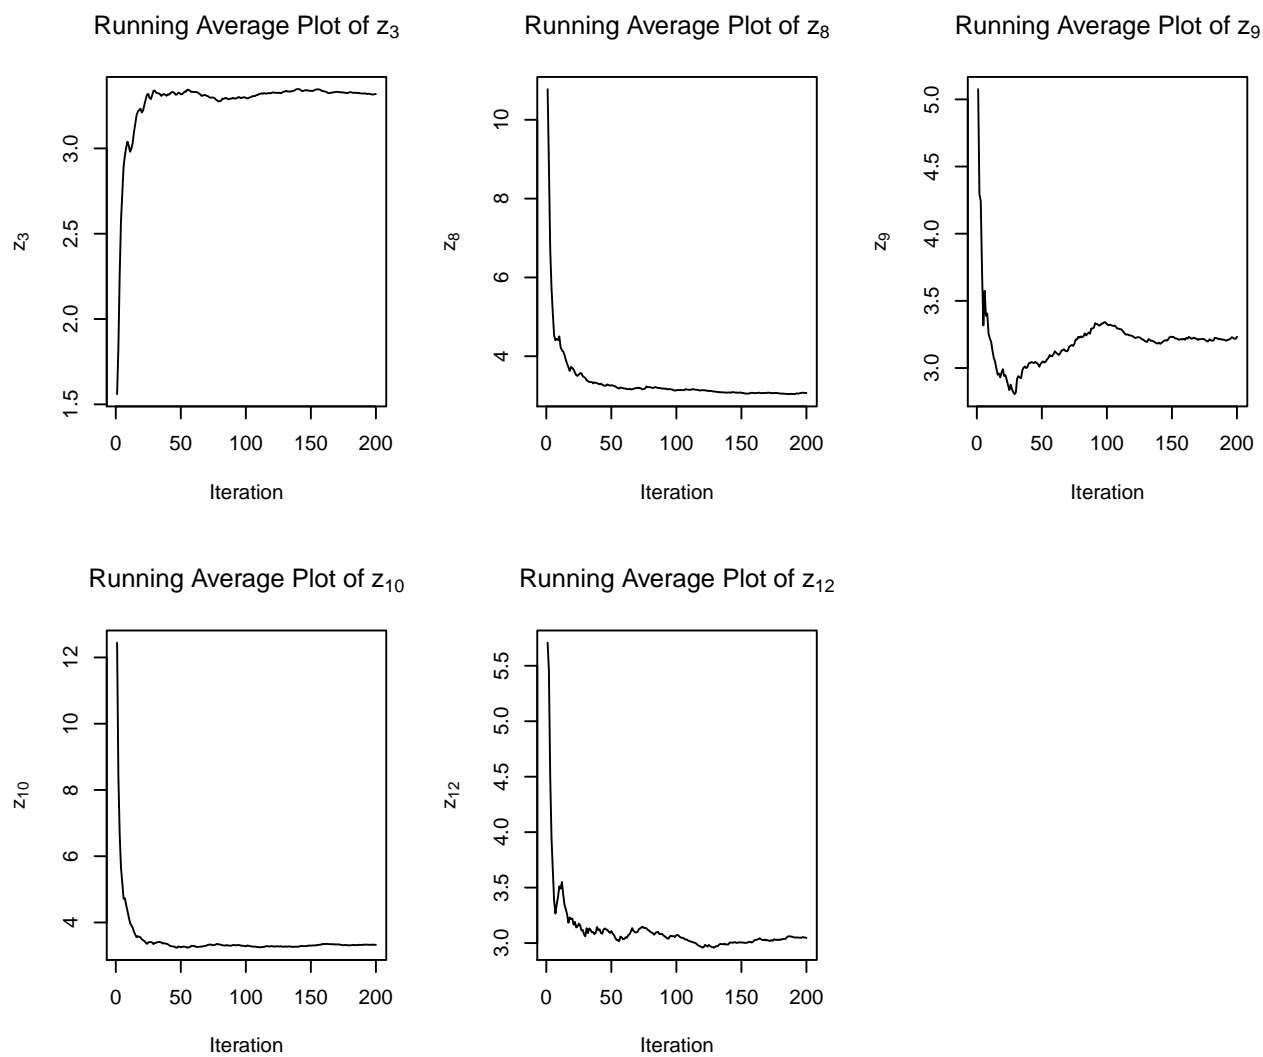 Running Average Plot of z₃
z₃
3.0
2.5
2.0
1.5
0 50 100 150 200
Iteration
Running Average Plot of z₈
z₈
10
8
6
4
0 50 100 150 200
Iteration
Running Average Plot of z₉
z₉
5.0
4.5
4.0
3.5
3.0
0 50 100 150 200
Iteration
Running Average Plot of z₁₀
z₁₀
12
10
8
6
4
0 50 100 150 200
Iteration
Running Average Plot of z₁₂
z₁₂
5.5
5.0
4.5
4.0
3.5
3.0
0 50 100 150 200
Iteration